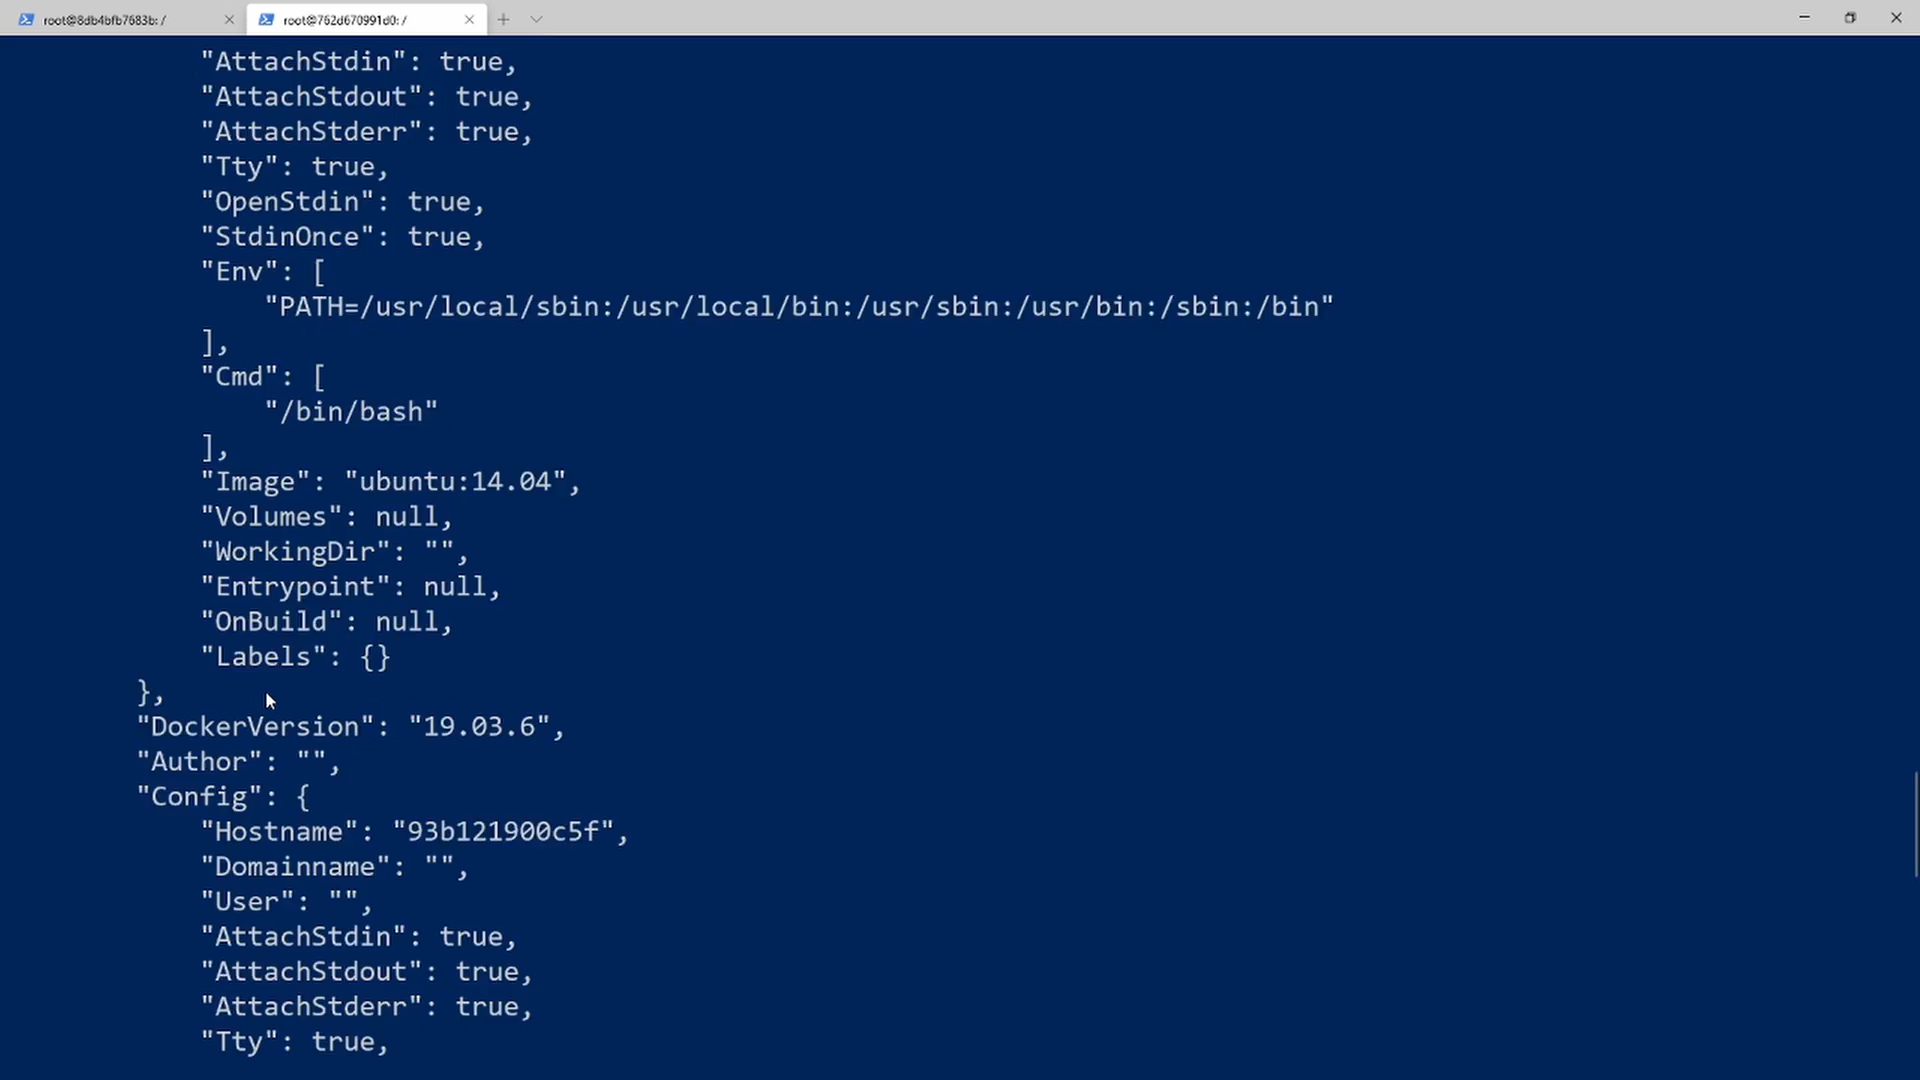 root@8db4bfb7683b: /
root@762d670991d0: /
"AttachStdin": true,
"AttachStdout": true,
"AttachStderr": true,
"Tty": true,
"OpenStdin": true,
"StdinOnce": true,
"Env": [
"PATH=/usr/local/sbin:/usr/local/bin:/usr/sbin:/usr/bin:/sbin:/bin"
],
"Cmd": [
"/bin/bash"
],
"Image": "ubuntu:14.04",
"Volumes": null,
"WorkingDir": "",
"Entrypoint": null,
"OnBuild": null,
"Labels": {}
},
"DockerVersion": "19.03.6",
"Author": "",
"Config": {
"Hostname": "93b121900c5f",
"Domainname": "",
"User": "",
"AttachStdin": true,
"AttachStdout": true,
"AttachStderr": true,
"Tty": true,